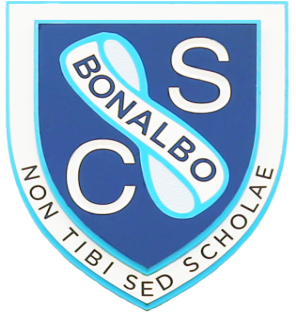 BONALBO
S
C
NON TIBI SED SCHOLAE